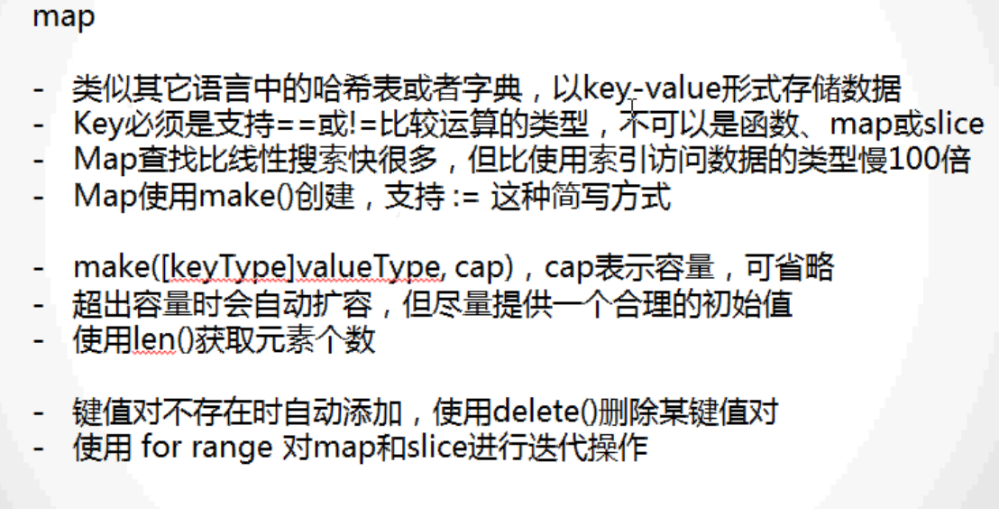 map
- 类似其它语言中的哈希表或者字典，以key-value形式存储数据
- Key必须是支持==或!=比较运算的类型，不可以是函数、map或slice
- Map查找比线性搜索快很多，但比使用索引访问数据的类型慢100倍
- Map使用make()创建，支持 := 这种简写方式
- make([keyType]valueType, cap)，cap表示容量，可省略
- 超出容量时会自动扩容，但尽量提供一个合理的初始值
- 使用len()获取元素个数
- 键值对不存在时自动添加，使用delete()删除某键值对
- 使用 for range 对map和slice进行迭代操作